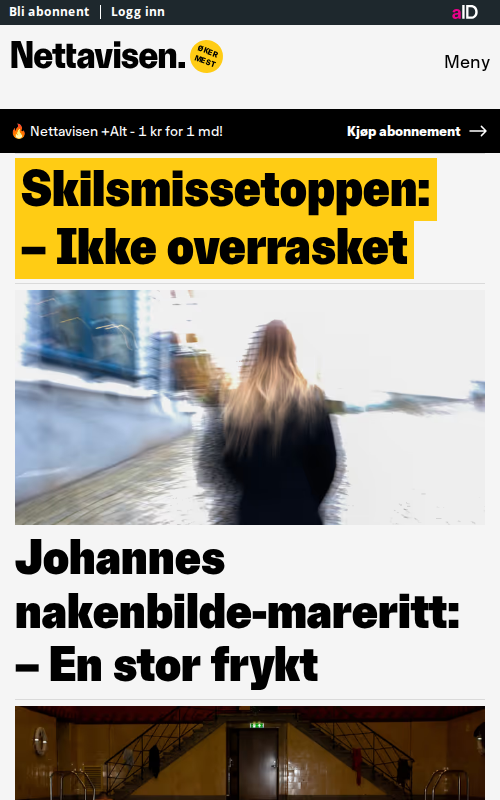 Bli abonnent | Logg inn
aID
Nettavisen.
ØKER
MEST
Meny
🔥 Nettavisen +Alt - 1 kr for 1 md!
Kjøp abonnement →
Skilsmissetoppen:
– Ikke overrasket
Johannes
nakenbilde-mareritt:
– En stor frykt